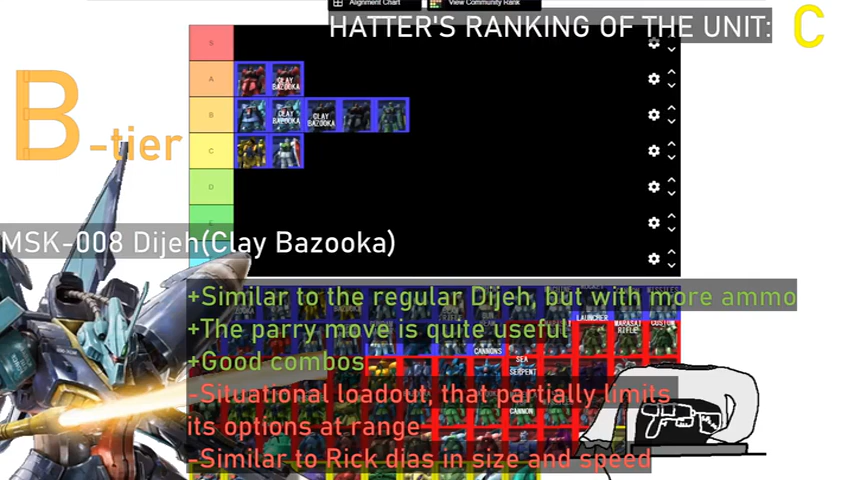 Alignment Chart
View Community Rank
HATTER'S RANKING OF THE UNIT: C
S
A
CLAY BAZOOKA
B
CLAY BAZOOKA
CLAY BAZOOKA
C
D
E
B-tier
MSK-008 Dijeh(Clay Bazooka)
+Similar to the regular Dijeh, but with more ammo
+The parry move is quite useful
+Good combos
-Situational loadout, that partially limits
its options at range
-Similar to Rick dias in size and speed
LAUNCHER
MARASAI
CUSTOM
CANNONS
SEA
SERPENT
CANNON